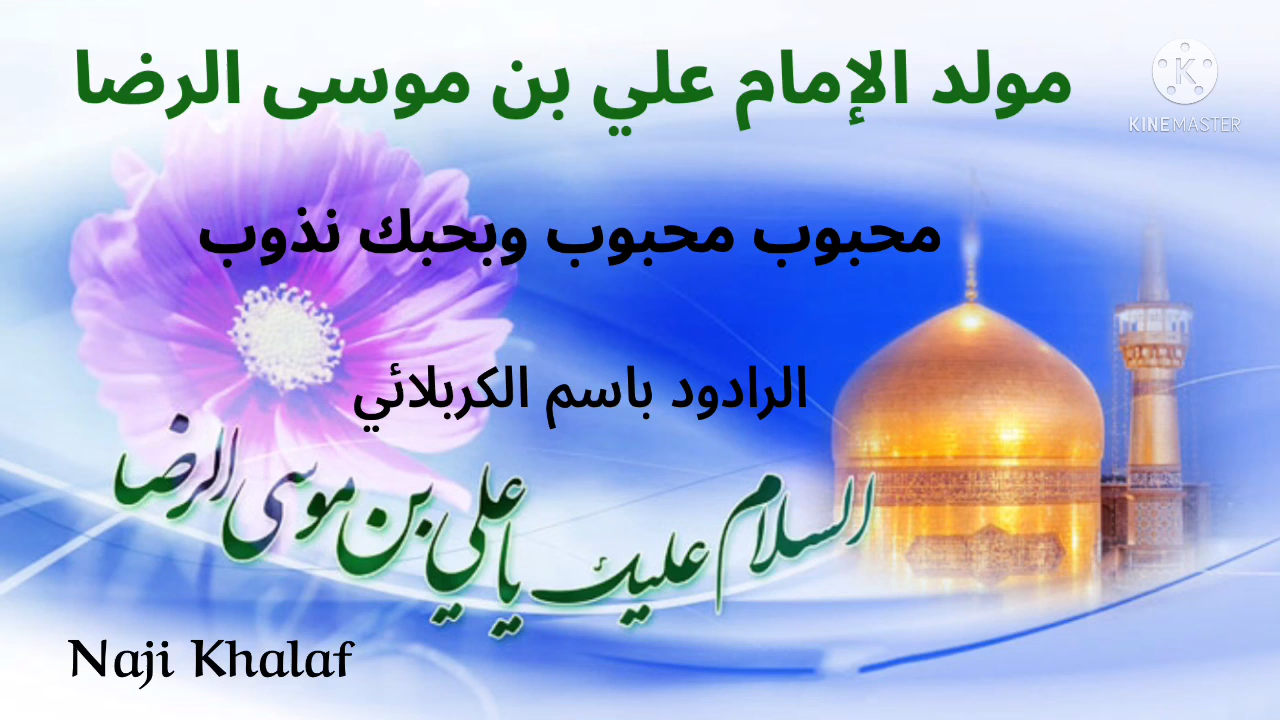 مولد الإمام علي بن موسى الرضا
KINEMASTER
محبوب محبوب محبوب وبحبك نذوب
الرادود باسم الكربلائي
السلام عليك يا علي بن موسى الرضا
Naji Khalaf